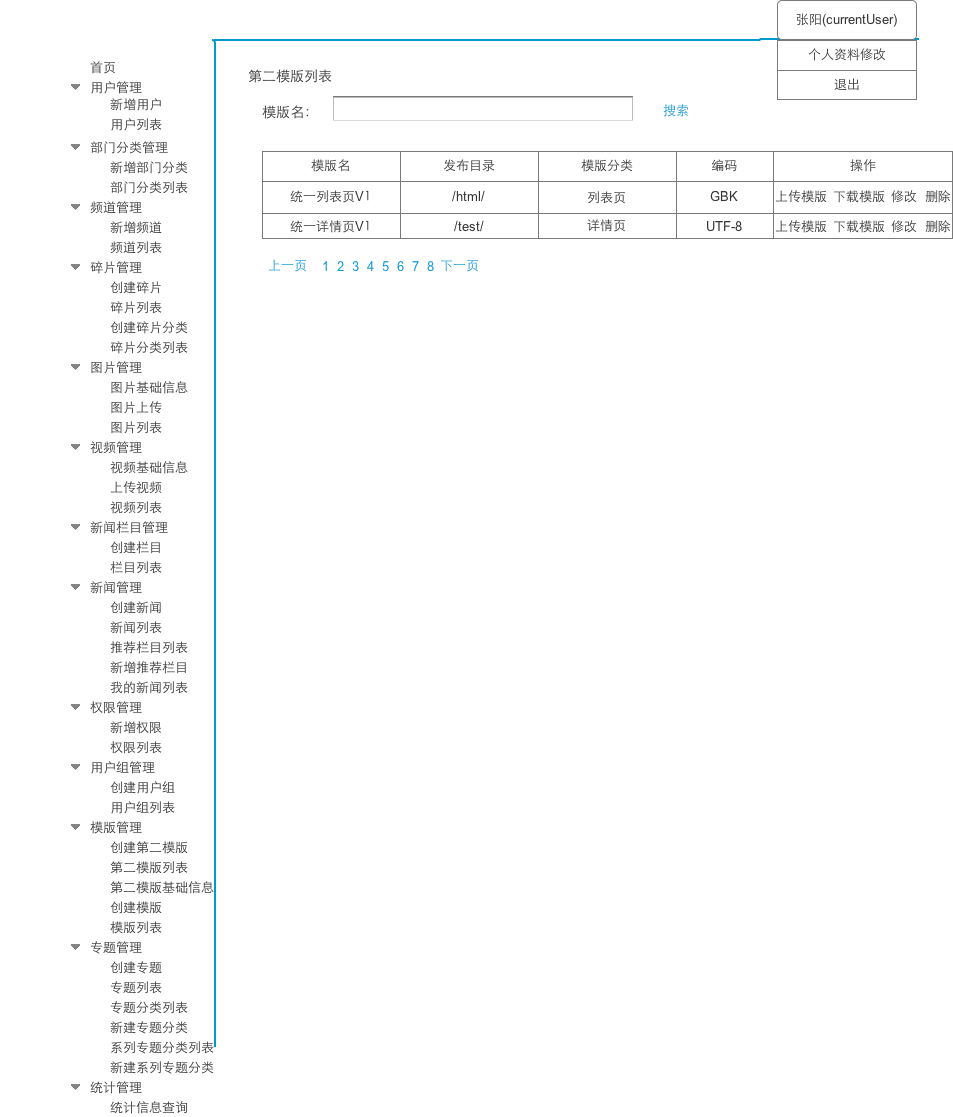 张阳(currentUser)
个人资料修改
退出
首页
用户管理
新增用户
用户列表
部门分类管理
新增部门分类
部门分类列表
频道管理
新增频道
频道列表
碎片管理
创建碎片
碎片列表
创建碎片分类
碎片分类列表
图片管理
图片基础信息
图片上传
图片列表
视频管理
视频基础信息
上传视频
视频列表
新闻栏目管理
创建栏目
栏目列表
新闻管理
创建新闻
新闻列表
推荐栏目列表
新增推荐栏目
我的新闻列表
权限管理
新增权限
权限列表
用户组管理
创建用户组
用户组列表
模版管理
创建第二模版
第二模版列表
第二模版基础信息
创建模版
模版列表
专题管理
创建专题
专题列表
专题分类列表
新建专题分类
系列专题分类列表
新建系列专题分类
统计管理
统计信息查询
第二模版列表
模版名: 搜索
模版名 发布目录 模版分类 编码 操作
统一列表页V1 /html/ 列表页 GBK 上传模版 下载模版 修改 删除
统一详情页V1 /test/ 详情页 UTF-8 上传模版 下载模版 修改 删除
上一页 1 2 3 4 5 6 7 8 下一页